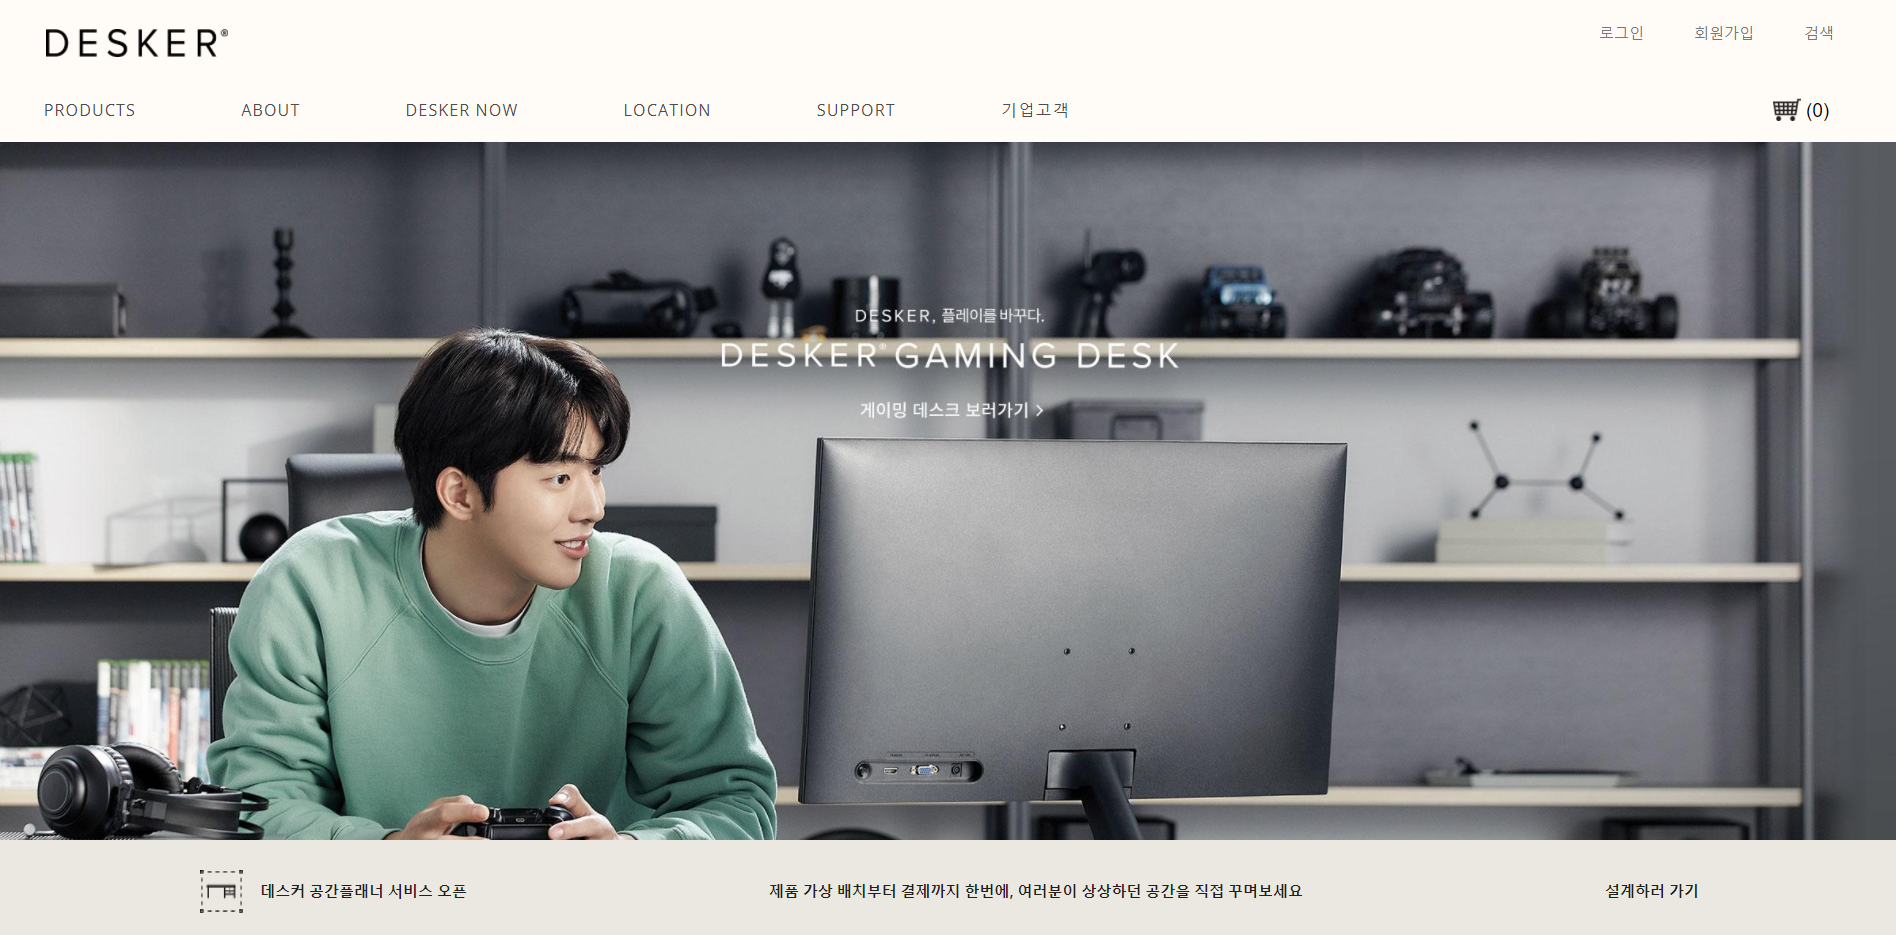 DESKER®
로그인 회원가입 검색
PRODUCTS ABOUT DESKER NOW LOCATION SUPPORT 기업고객 (0)
DESKER, 플레이를 바꾸다.
DESKER® GAMING DESK
게이밍 데스크 보러가기 >
데스커 공간플래너 서비스 오픈 제품 가상 배치부터 결제까지 한번에, 여러분이 상상하던 공간을 직접 꾸며보세요 설계하러 가기